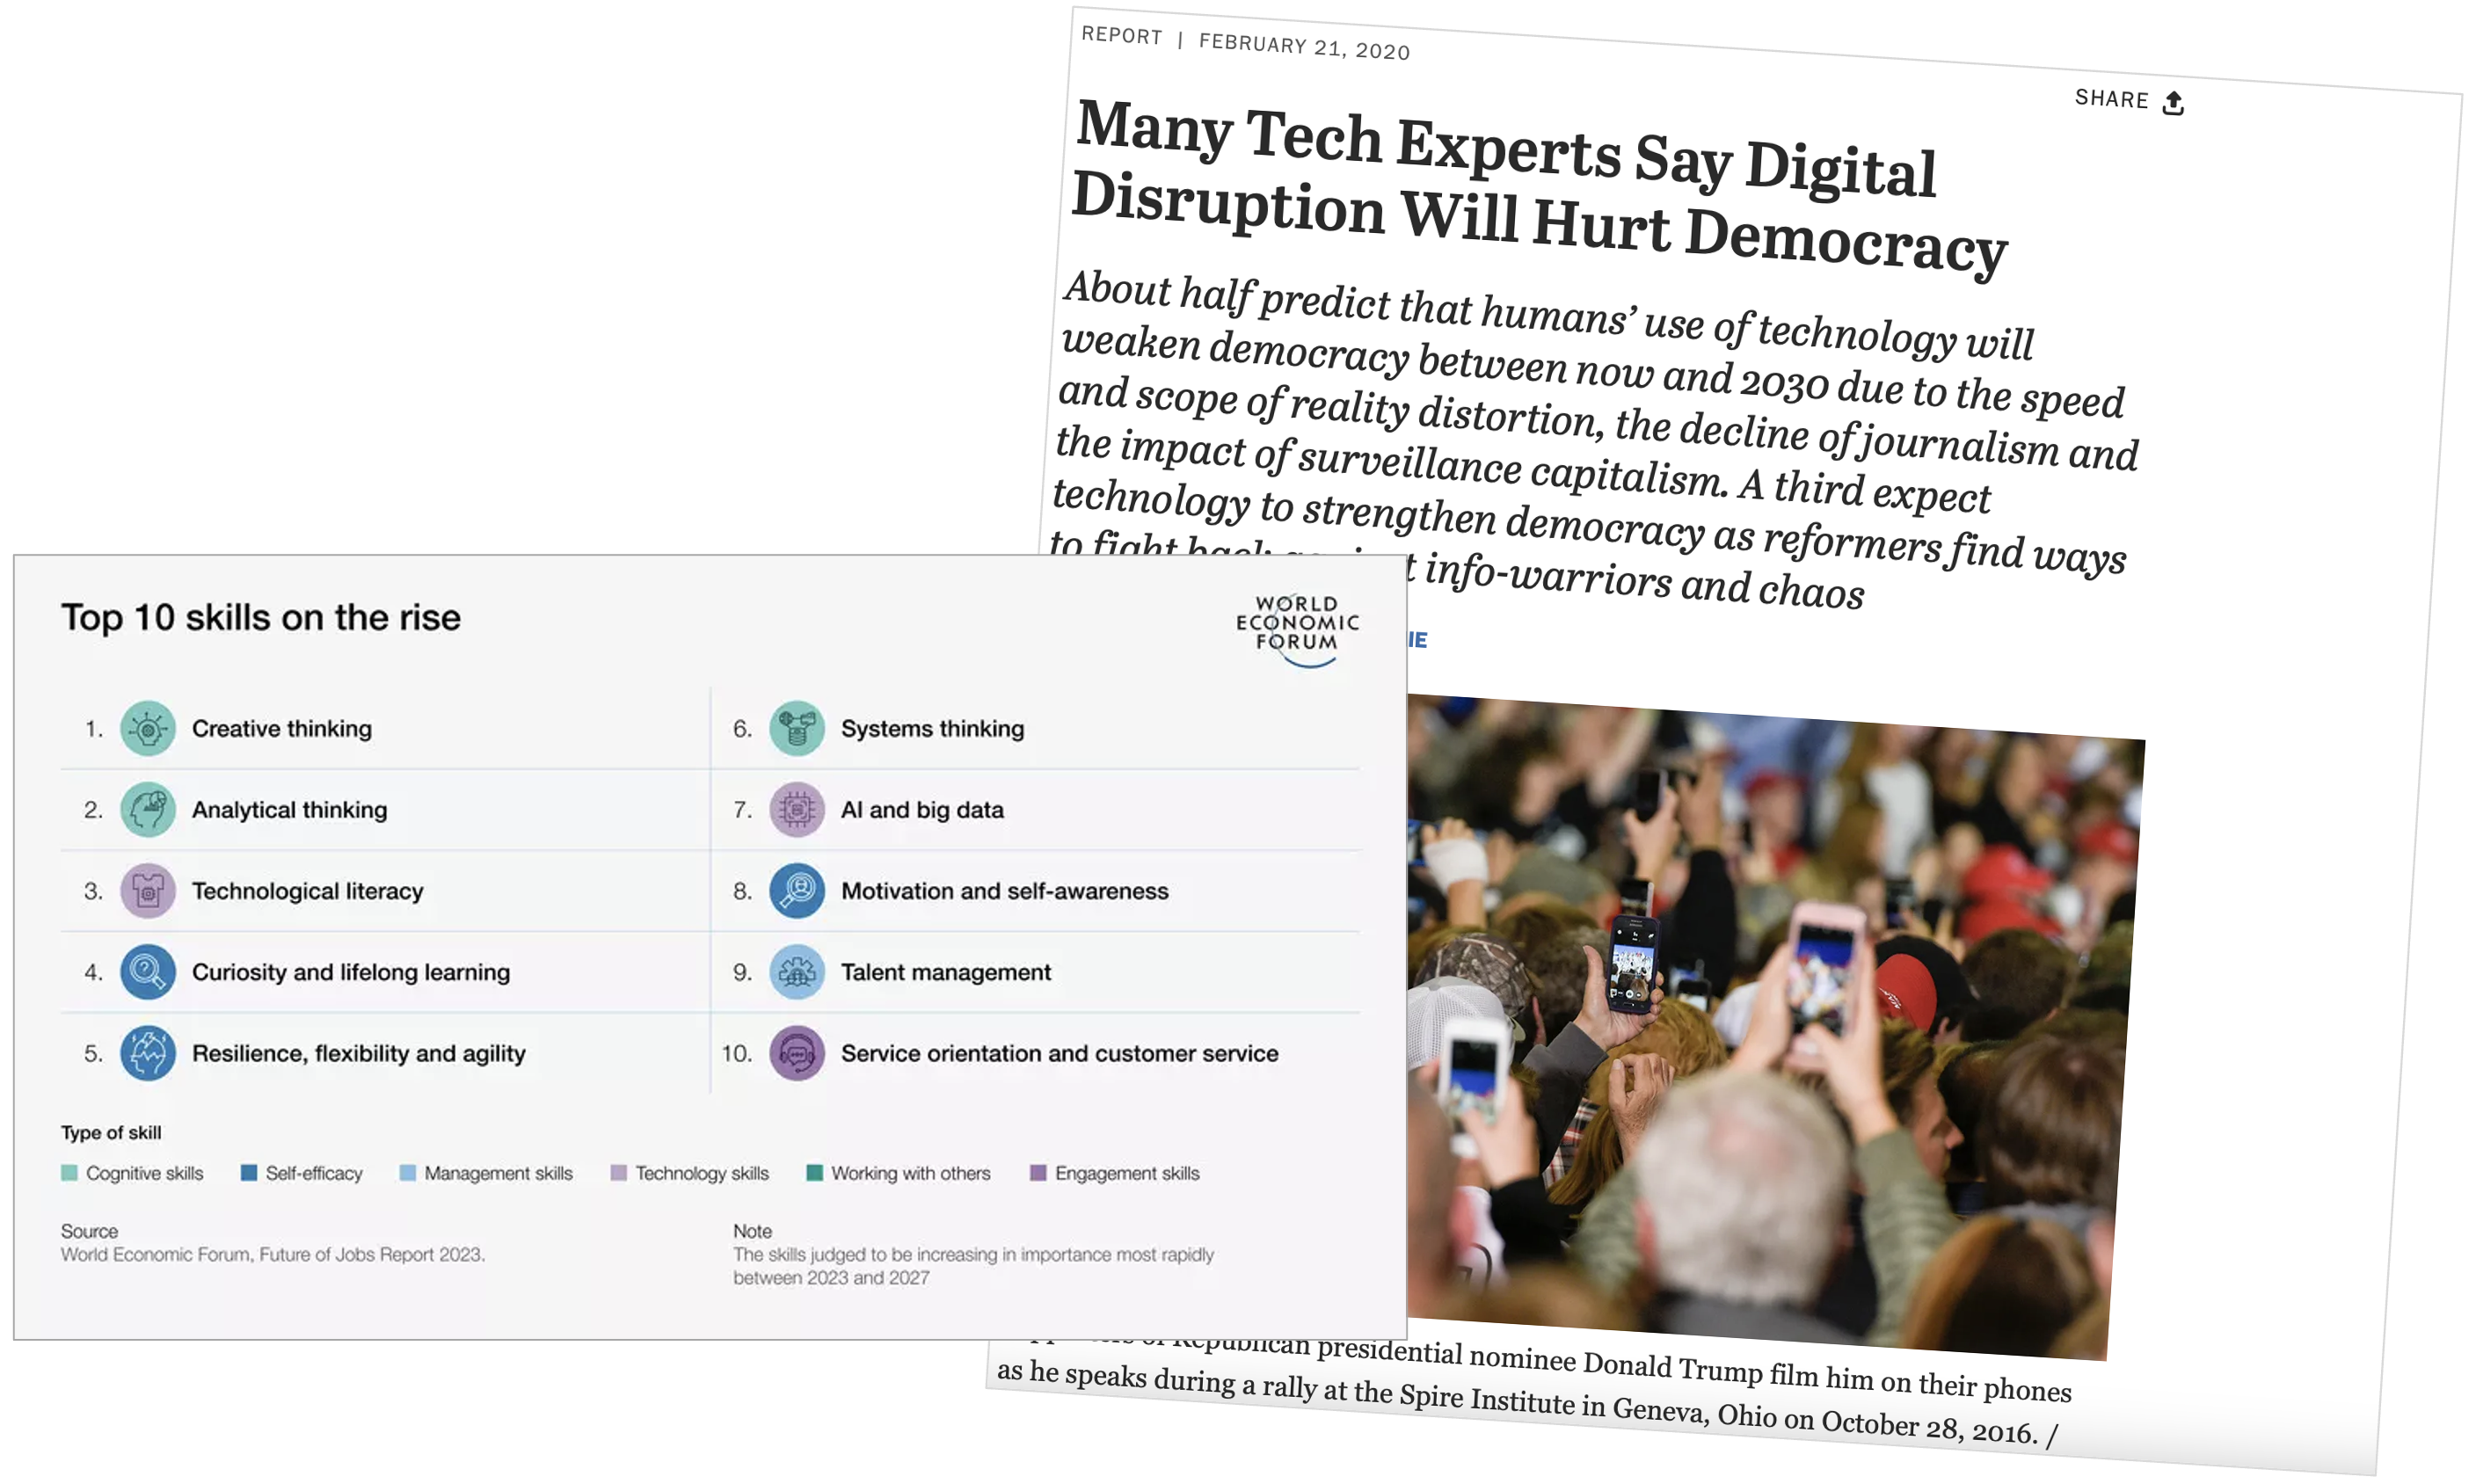 REPORT | FEBRUARY 21, 2020
SHARE
Many Tech Experts Say Digital
Disruption Will Hurt Democracy
About half predict that humans’ use of technology will
weaken democracy between now and 2030 due to the speed
and scope of reality distortion, the decline of journalism and
the impact of surveillance capitalism. A third expect
technology to strengthen democracy as reformers find ways
to fight back against info-warriors and chaos
IE
Top 10 skills on the rise
WORLD
ECONOMIC
FORUM
1. Creative thinking
2. Analytical thinking
3. Technological literacy
4. Curiosity and lifelong learning
5. Resilience, flexibility and agility
6. Systems thinking
7. AI and big data
8. Motivation and self-awareness
9. Talent management
10. Service orientation and customer service
Type of skill
Cognitive skills
Self-efficacy
Management skills
Technology skills
Working with others
Engagement skills
Source
World Economic Forum, Future of Jobs Report 2023.
Note
The skills judged to be increasing in importance most rapidly
between 2023 and 2027
of Republican presidential nominee Donald Trump film him on their phones
as he speaks during a rally at the Spire Institute in Geneva, Ohio on October 28, 2016. /